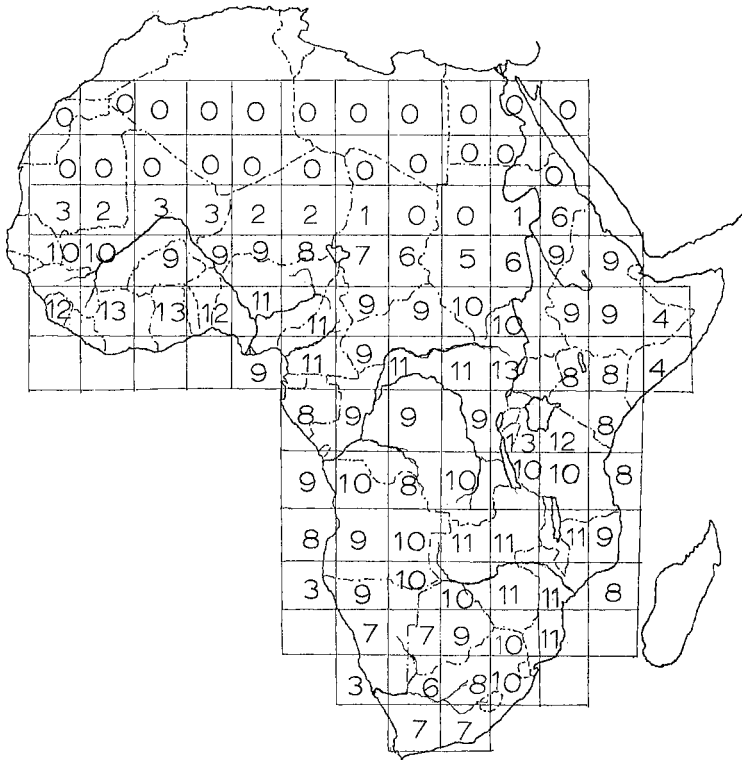 0 0 0 0 0 0 0 0 0 0 0
0 0 0 0 0 0 0 0 0 0 0
3 2 3 3 2 2 1 0 0 1 6
10 10 9 9 9 8 7 6 5 6 9 9
12 13 13 12 11 11 9 9 10 10 9 9 4
9 11 9 11 11 13 8 8 4
8 9 9 9 13 12 8
9 10 8 10 10 10 8
8 9 10 11 11 11 9
3 9 10 10 11 11 8
7 7 9 10 11
3 6 8 10
7 7